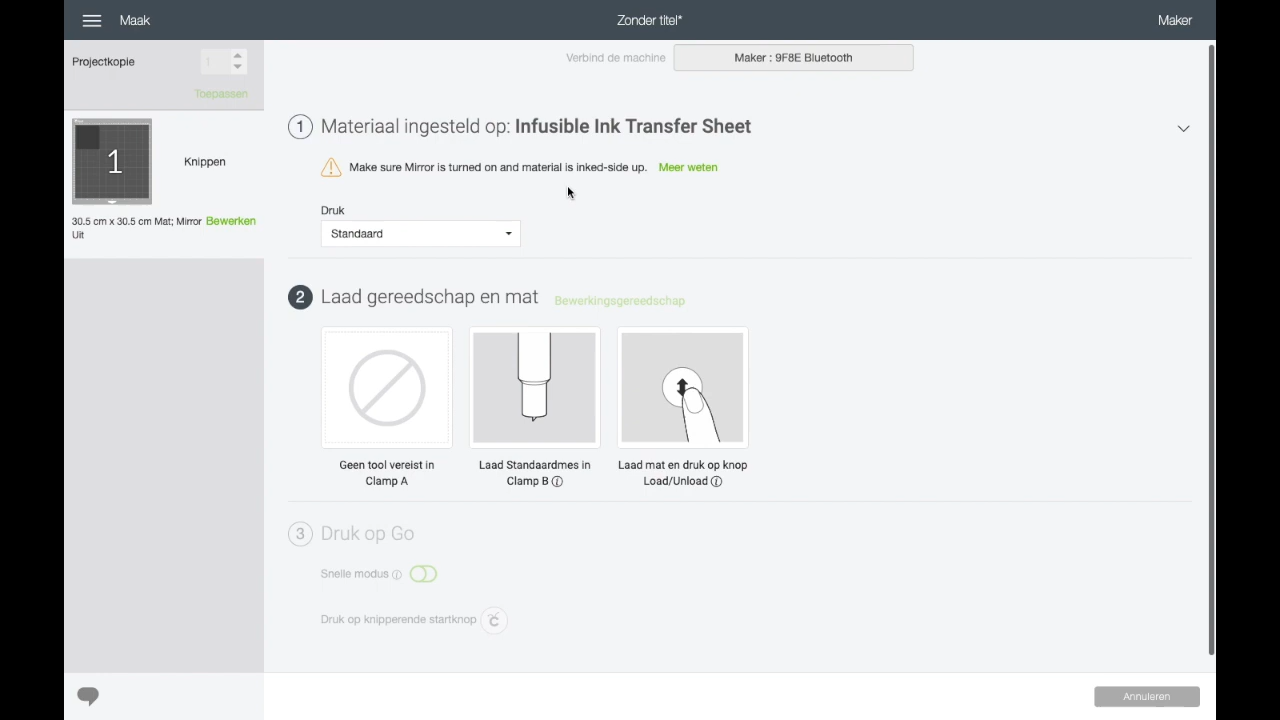 Maak
Zonder titel*
Maker
Projectkopie
1
Toepassen
Verbind de machine
Maker : 9F8E Bluetooth
1
Knippen
30.5 cm x 30.5 cm Mat; Mirror Bewerken
Uit
1 Materiaal ingesteld op: Infusible Ink Transfer Sheet
Make sure Mirror is turned on and material is inked-side up. Meer weten
Druk
Standaard
2 Laad gereedschap en mat Bewerkingsgereedschap
Geen tool vereist in
Clamp A
Laad Standaardmes in
Clamp B
Laad mat en druk op knop
Load/Unload
3 Druk op Go
Snelle modus
Druk op knipperende startknop
Annuleren